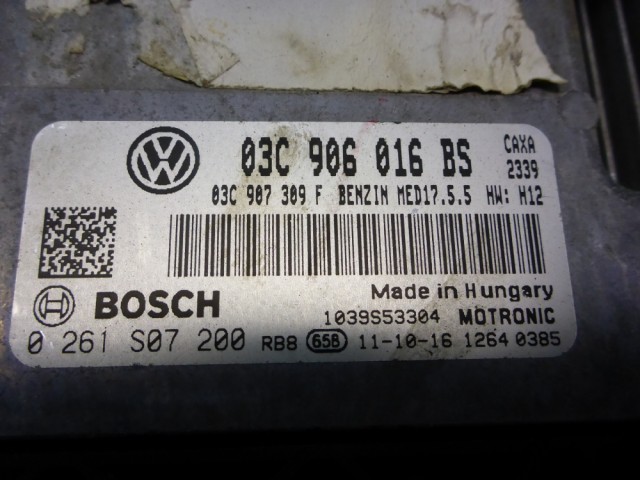 03C 906 016 BS CAXA
2339
03C 907 309 F BENZIN MED17.5.5 HW: H12
BOSCH
Made in Hungary
1039S53304 MOTRONIC
0 261 S07 200 RB8 658 11-10-16 1264 0385